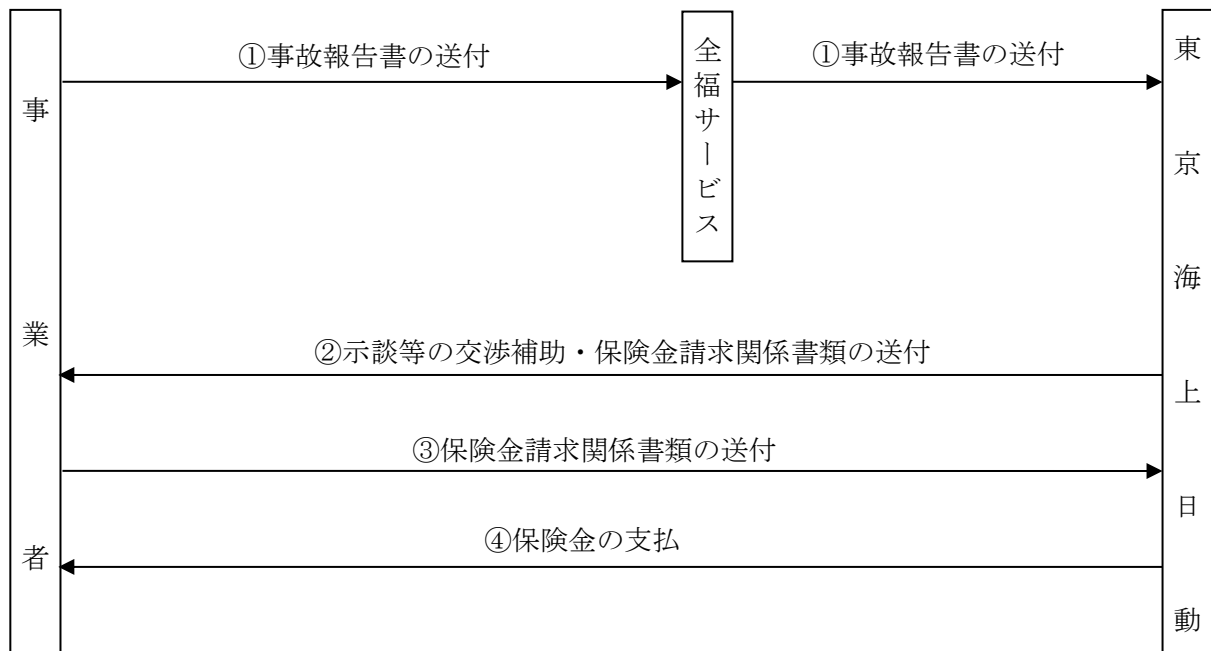 事業者
①事故報告書の送付
全福サービス
①事故報告書の送付
東京海上日動
②示談等の交渉補助・保険金請求関係書類の送付
③保険金請求関係書類の送付
④保険金の支払